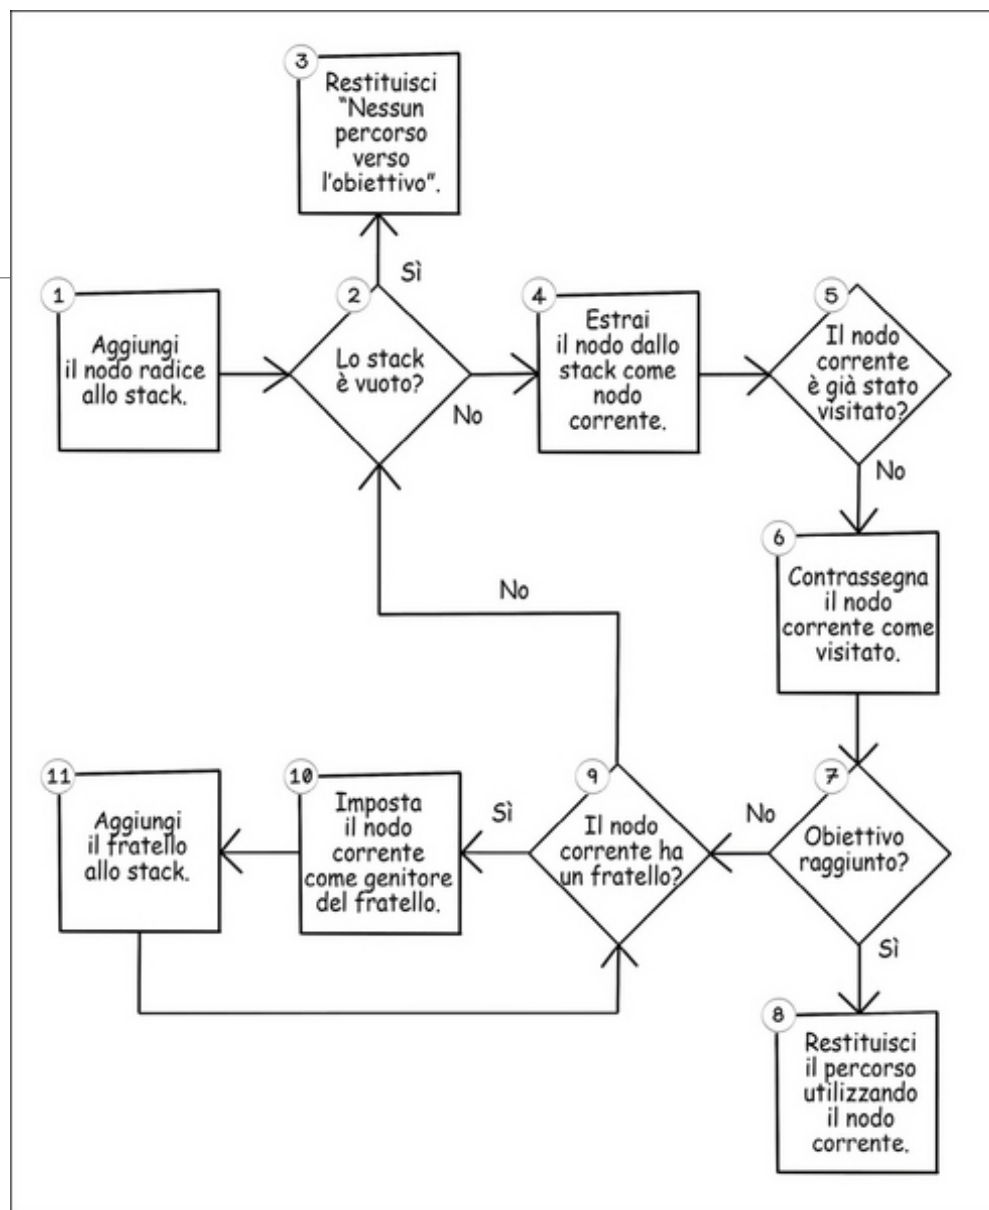 3
Restituisci
“Nessun
percorso
verso
l'obiettivo”.
Sì
1
Aggiungi
il nodo radice
allo stack.
2
Lo stack
è vuoto?
No
4
Estrai
il nodo dallo
stack come
nodo
corrente.
5
Il nodo
corrente
è già stato
visitato?
No
6
Contrassegna
il nodo
corrente come
visitato.
No
11
Aggiungi
il fratello
allo stack.
10
Imposta
il nodo
corrente
come genitore
del fratello.
Sì
9
Il nodo
corrente ha
un fratello?
No
7
Obiettivo
raggiunto?
Sì
8
Restituisci
il percorso
utilizzando
il nodo
corrente.